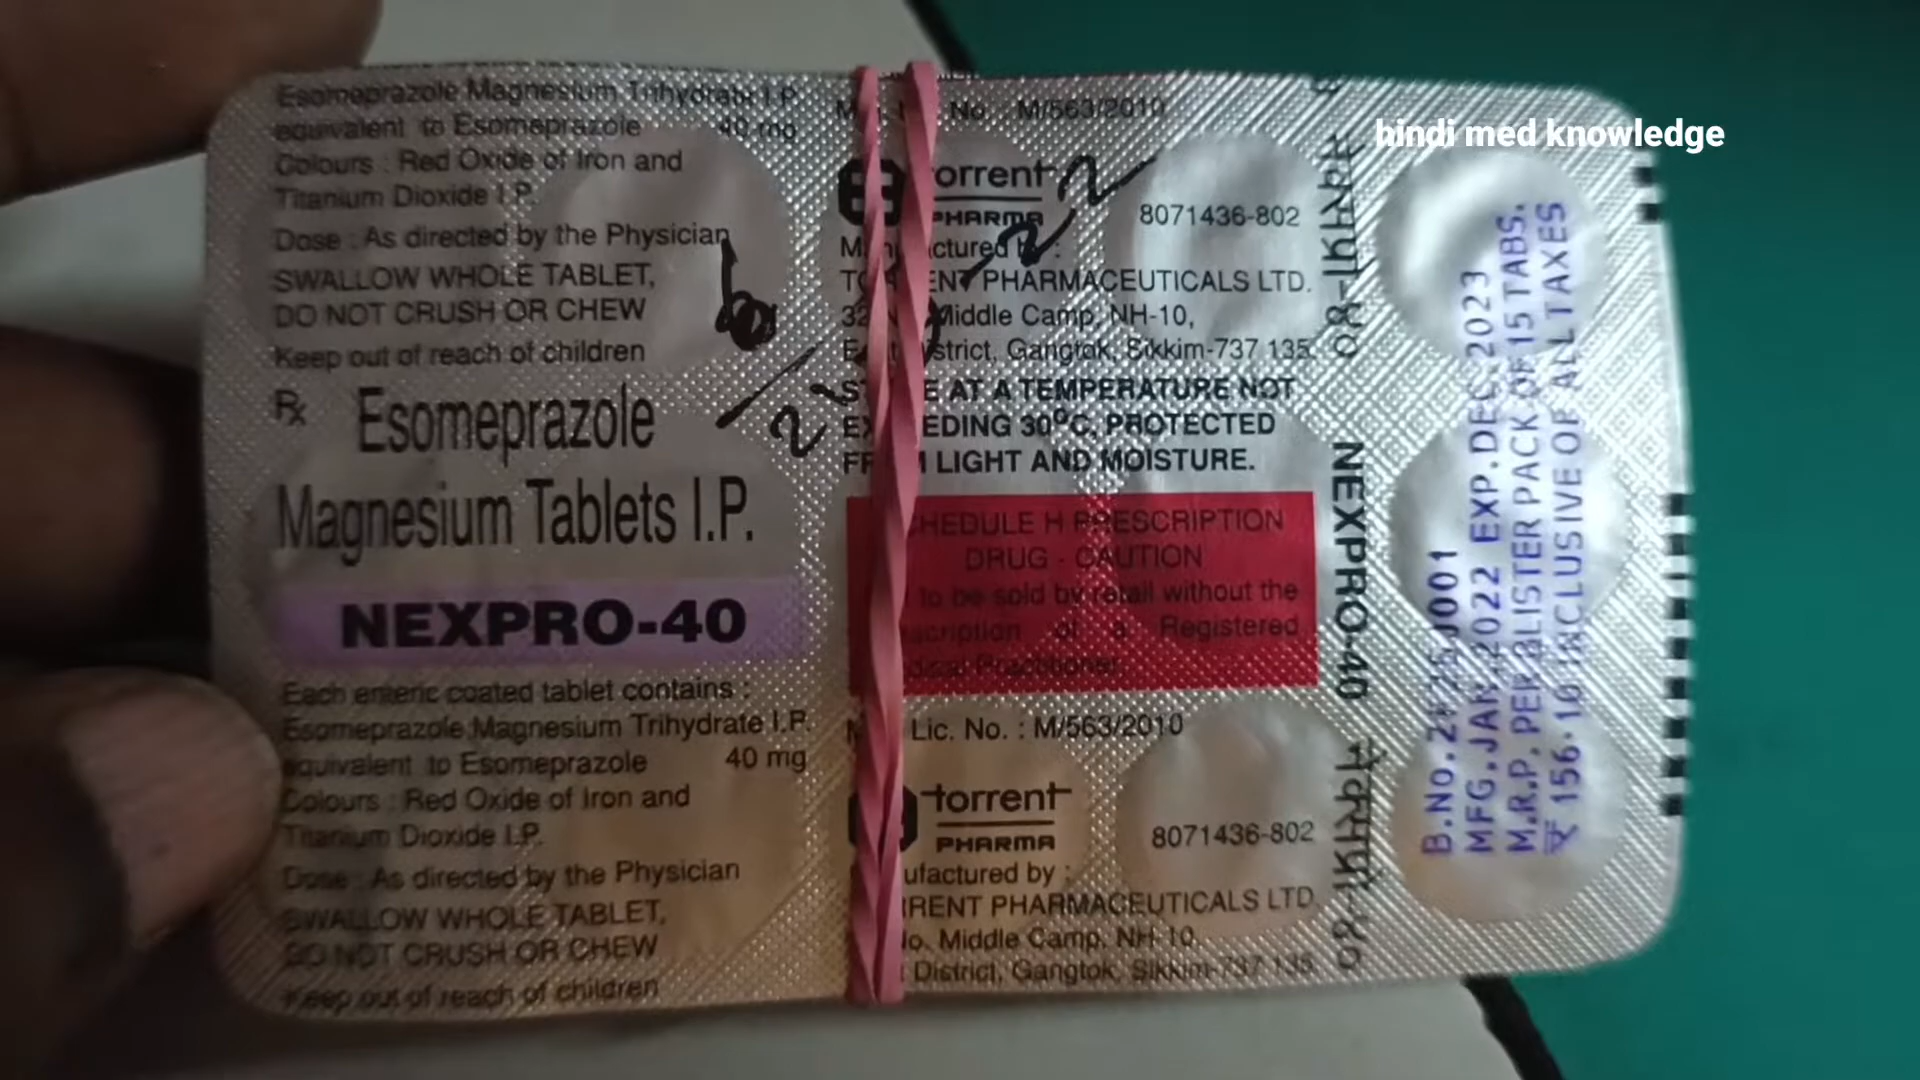 hindi med knowledge
Esomeprazole Magnesium Trihydrate I.P.
equivalent to Esomeprazole 40 mg
Colours : Red Oxide of Iron and
Titanium Dioxide I.P.
Dose : As directed by the Physician
SWALLOW WHOLE TABLET,
DO NOT CRUSH OR CHEW
Keep out of reach of children
Rx Esomeprazole
Magnesium Tablets I.P.
NEXPRO-40
Each enteric coated tablet contains :
Esomeprazole Magnesium Trihydrate I.P.
equivalent to Esomeprazole 40 mg
Colours : Red Oxide of Iron and
Titanium Dioxide I.P.
Dose : As directed by the Physician
SWALLOW WHOLE TABLET,
DO NOT CRUSH OR CHEW
Keep out of reach of children
No. : M/563/2010
torrent
PHARMA
8071436-802
Manufactured by :
TORRENT PHARMACEUTICALS LTD.
Middle Camp, NH-10,
East District, Gangtok, Sikkim-737 135.
STORE AT A TEMPERATURE NOT
EXCEEDING 30°C, PROTECTED
FROM LIGHT AND MOISTURE.
SCHEDULE H PRESCRIPTION
DRUG - CAUTION
to be sold by retail without the
prescription of a Registered
Medical Practitioner.
Lic. No. : M/563/2010
torrent
PHARMA
8071436-802
Manufactured by :
TORRENT PHARMACEUTICALS LTD.
No. Middle Camp, NH-10,
District, Gangtok, Sikkim-737 135.
NEXPRO-40
B.No.
MFG.JAN.2022 EXP.DEC.2023
M.R.P. PER BLISTER PACK OF 15 TABS.
₹ 156.10 INCLUSIVE OF ALL TAXES